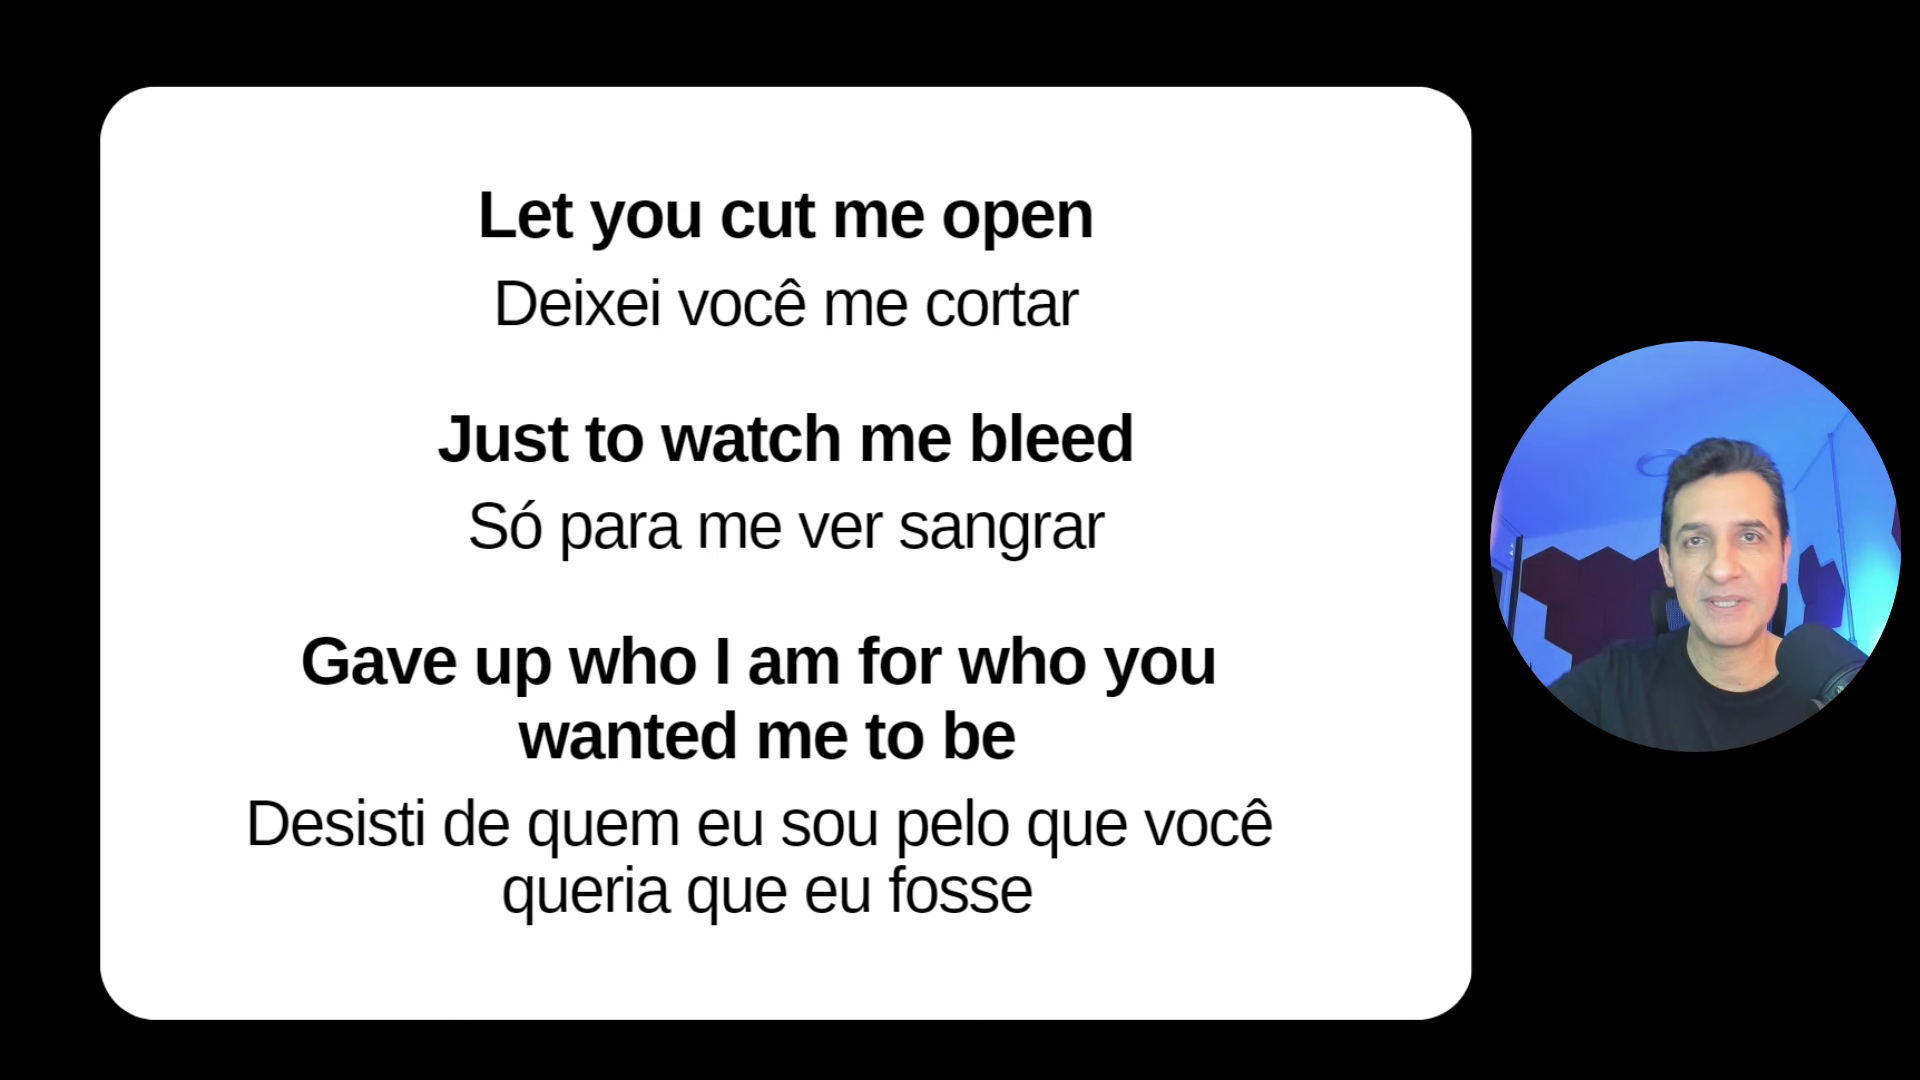 Let you cut me open
Deixei você me cortar
Just to watch me bleed
Só para me ver sangrar
Gave up who I am for who you
wanted me to be
Desisti de quem eu sou pelo que você
queria que eu fosse